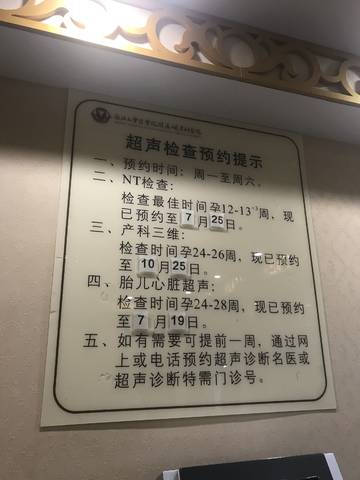 超声检查预约提示
一、预约时间：周一至周六。
二、NT检查：
检查最佳时间孕12-13⁺³周，现
已预约至7月25日。
三、产科三维：
检查时间孕24-26周，现已预约
至10月25日。
四、胎儿心脏超声：
检查时间孕24-28周，现已预约
至7月19日。
五、如有需要可提前一周，通过网
上或电话预约超声诊断名医或
超声诊断特需门诊号。